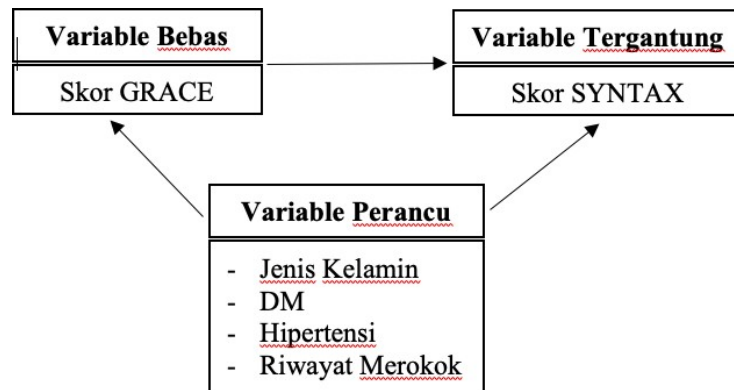 Variable Bebas
Skor GRACE
Variable Tergantung
Skor SYNTAX
Variable Perancu
- Jenis Kelamin
- DM
- Hipertensi
- Riwayat Merokok